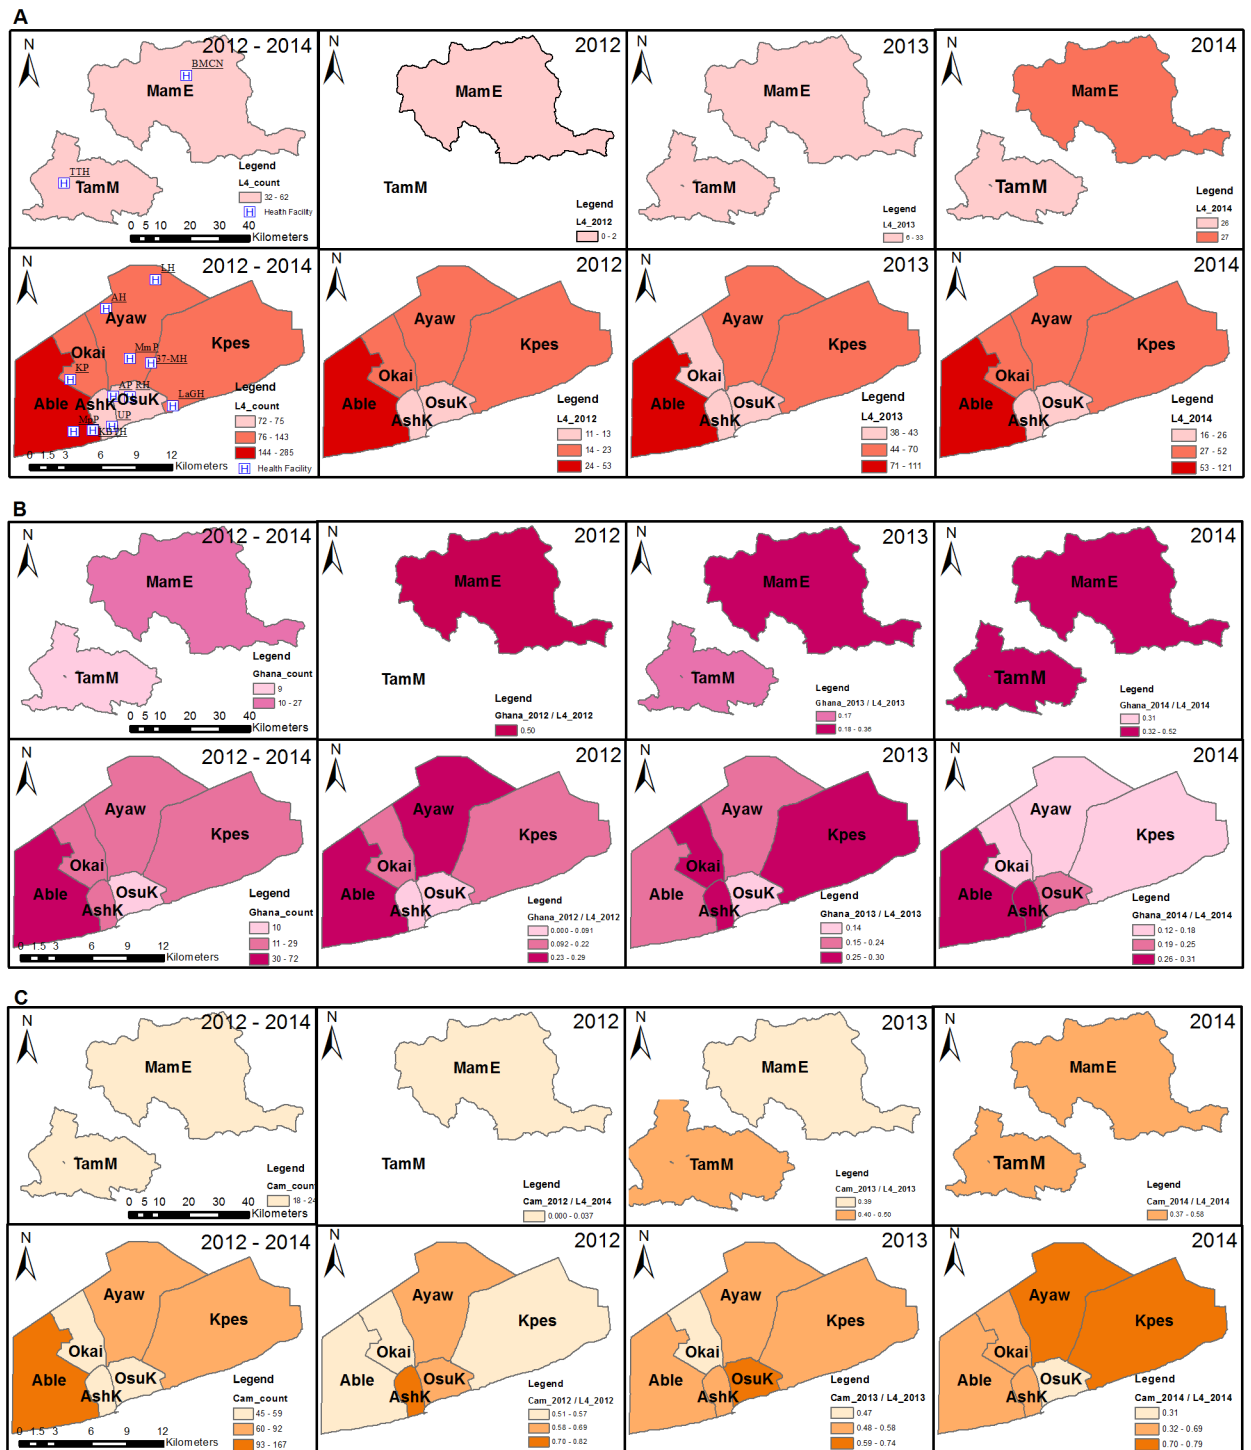 A
N
2012 - 2014
BMCN
MamE
TTH
TamM
Legend
L4_count
32 - 62
Health Facility
0 5 10 20 30 40
Kilometers
N
2012
MamE
TamM
Legend
L4_2012
0 - 2
N
2013
MamE
TamM
Legend
L4_2013
6 - 33
N
2014
MamE
TamM
Legend
L4_2014
26
27
N
2012 - 2014
LH
AH
Ayaw
Kpes
MmP
37-MH
Okai
KP
AP RH
LaGH
Able
AshK
OsuK
UP
KBTH
Legend
L4_count
72 - 75
76 - 143
144 - 285
Health Facility
0 1.5 3 6 9 12
Kilometers
N
2012
Ayaw
Kpes
Okai
Able
OsuK
AshK
Legend
L4_2012
11 - 13
14 - 23
24 - 53
N
2013
Ayaw
Kpes
Okai
Able
OsuK
AshK
Legend
L4_2013
38 - 43
44 - 70
71 - 111
N
2014
Ayaw
Kpes
Okai
Able
OsuK
AshK
Legend
L4_2014
16 - 26
27 - 52
53 - 121
B
N
2012 - 2014
MamE
TamM
Legend
Ghana_count
9
10 - 27
0 5 10 20 30 40
Kilometers
N
2012
MamE
TamM
Legend
Ghana_2012 / L4_2012
0.50
N
2013
MamE
TamM
Legend
Ghana_2013 / L4_2013
0.17
0.18 - 0.36
N
2014
MamE
TamM
Legend
Ghana_2014 / L4_2014
0.31
0.32 - 0.52
N
2012 - 2014
Ayaw
Kpes
Okai
Able
OsuK
AshK
Legend
Ghana_count
10
11 - 29
30 - 72
0 1.5 3 6 9 12
Kilometers
N
2012
Ayaw
Kpes
Okai
Able
OsuK
AshK
Legend
Ghana_2012 / L4_2012
0.000 - 0.091
0.092 - 0.22
0.23 - 0.29
N
2013
Ayaw
Kpes
Okai
Able
OsuK
AshK
Legend
Ghana_2013 / L4_2013
0.14
0.15 - 0.24
0.25 - 0.30
N
2014
Ayaw
Kpes
Okai
Able
OsuK
AshK
Legend
Ghana_2014 / L4_2014
0.12 - 0.18
0.19 - 0.25
0.26 - 0.31
C
N
2012 - 2014
MamE
TamM
Legend
Cam_count
18 - 24
0 5 10 20 30 40
Kilometers
N
2012
MamE
TamM
Legend
Cam_2012 / L4_2014
0.000 - 0.037
N
2013
MamE
TamM
Legend
Cam_2013 / L4_2013
0.39
0.40 - 0.50
N
2014
MamE
TamM
Legend
Cam_2014 / L4_2014
0.37 - 0.58
N
2012 - 2014
Ayaw
Kpes
Okai
Able
OsuK
AshK
Legend
Cam_count
45 - 59
60 - 92
93 - 167
0 1.5 3 6 9 12
Kilometers
N
2012
Ayaw
Kpes
Okai
Able
OsuK
AshK
Legend
Cam_2012 / L4_2012
0.51 - 0.57
0.58 - 0.69
0.70 - 0.82
N
2013
Ayaw
Kpes
Okai
Able
OsuK
AshK
Legend
Cam_2013 / L4_2013
0.47
0.48 - 0.58
0.59 - 0.74
N
2014
Ayaw
Kpes
Okai
Able
OsuK
AshK
Legend
Cam_2014 / L4_2014
0.31
0.32 - 0.69
0.70 - 0.79